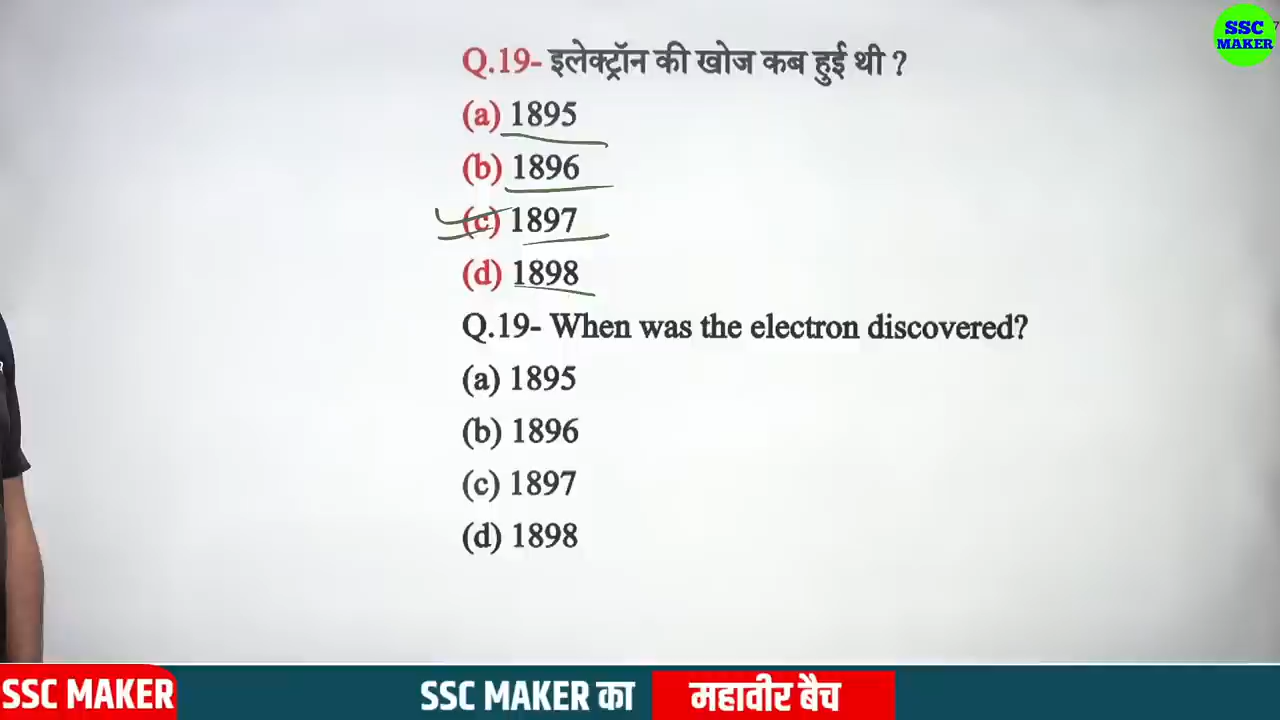 SSC
MAKER
Q.19- इलेक्ट्रॉन की खोज कब हुई थी ?
(a) 1895
(b) 1896
(c) 1897
(d) 1898
Q.19- When was the electron discovered?
(a) 1895
(b) 1896
(c) 1897
(d) 1898
SSC MAKER SSC MAKER का महावीर बैच